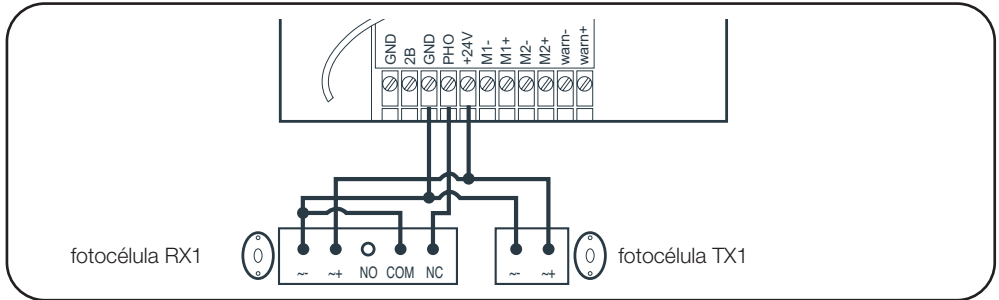 GND 2B GND PHO +24V M1- M1+ M2- M2+ warn- warn+
fotocélula RX1
~- ~+ NO COM NC
~- ~+
fotocélula TX1